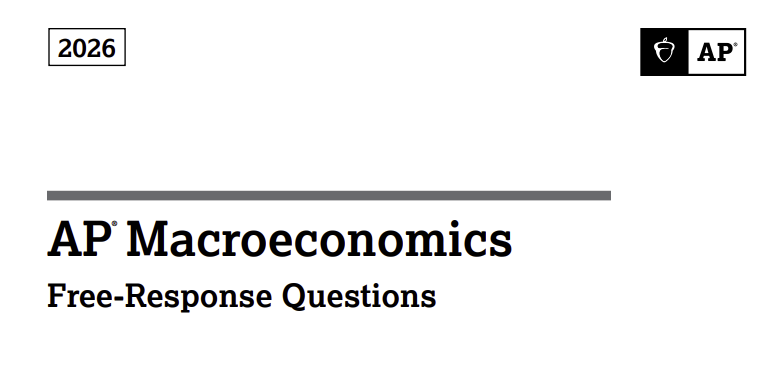 2026
AP®
AP® Macroeconomics
Free-Response Questions